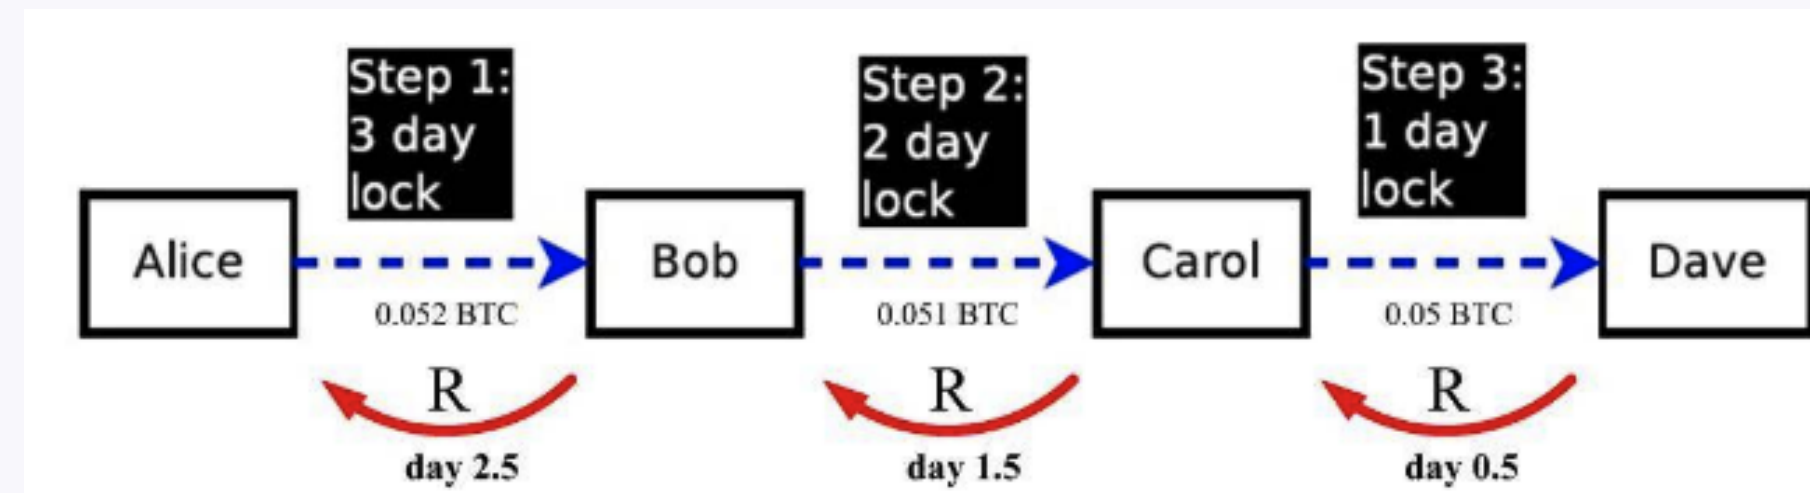 Step 1:
3 day
lock
Step 2:
2 day
lock
Step 3:
1 day
lock
Alice
Bob
Carol
Dave
0.052 BTC
0.051 BTC
0.05 BTC
R
R
R
day 2.5
day 1.5
day 0.5